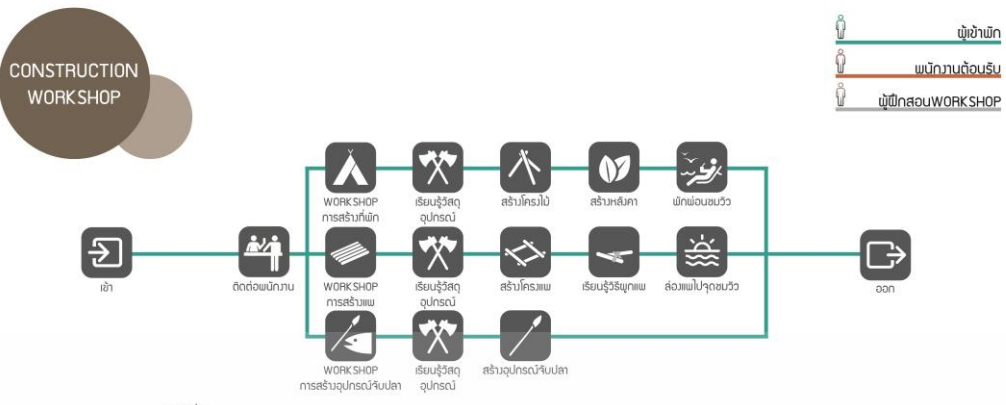 CONSTRUCTION
WORKSHOP
ผู้เข้าพัก
พนักงานต้อนรับ
ผู้ฝึกสอนWORKSHOP
WORKSHOP
การสร้างที่พัก
เรียนรู้วัสดุ
อุปกรณ์
สร้างโครงไม้
สร้างหลังคา
พักผ่อนชมวิว
เข้า
ติดต่อพนักงาน
WORKSHOP
การสร้างแพ
เรียนรู้วัสดุ
อุปกรณ์
สร้างโครงแพ
เรียนรู้วิธีผูกแพ
ล่องแพไปจุดชมวิว
ออก
WORKSHOP
การสร้างอุปกรณ์จับปลา
เรียนรู้วัสดุ
อุปกรณ์
สร้างอุปกรณ์จับปลา